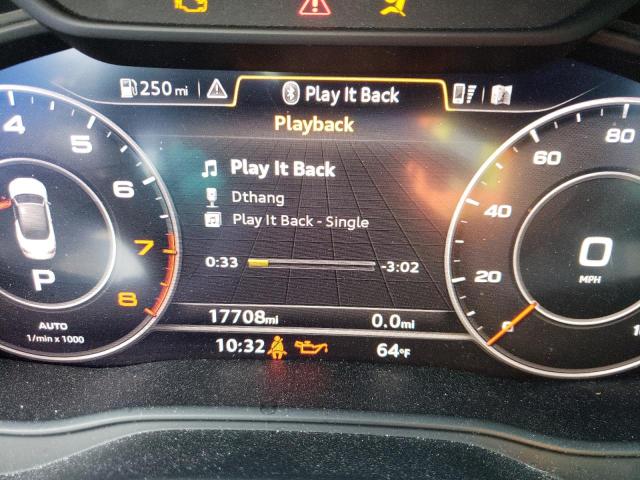 250 mi
Play It Back
Playback
Play It Back
Dthang
Play It Back - Single
0:33 -3:02
17708mi 0.0mi
10:32 64°F
4 5 6 7 8
P
AUTO
1/min x 1000
0 20 40 60 80
0
MPH